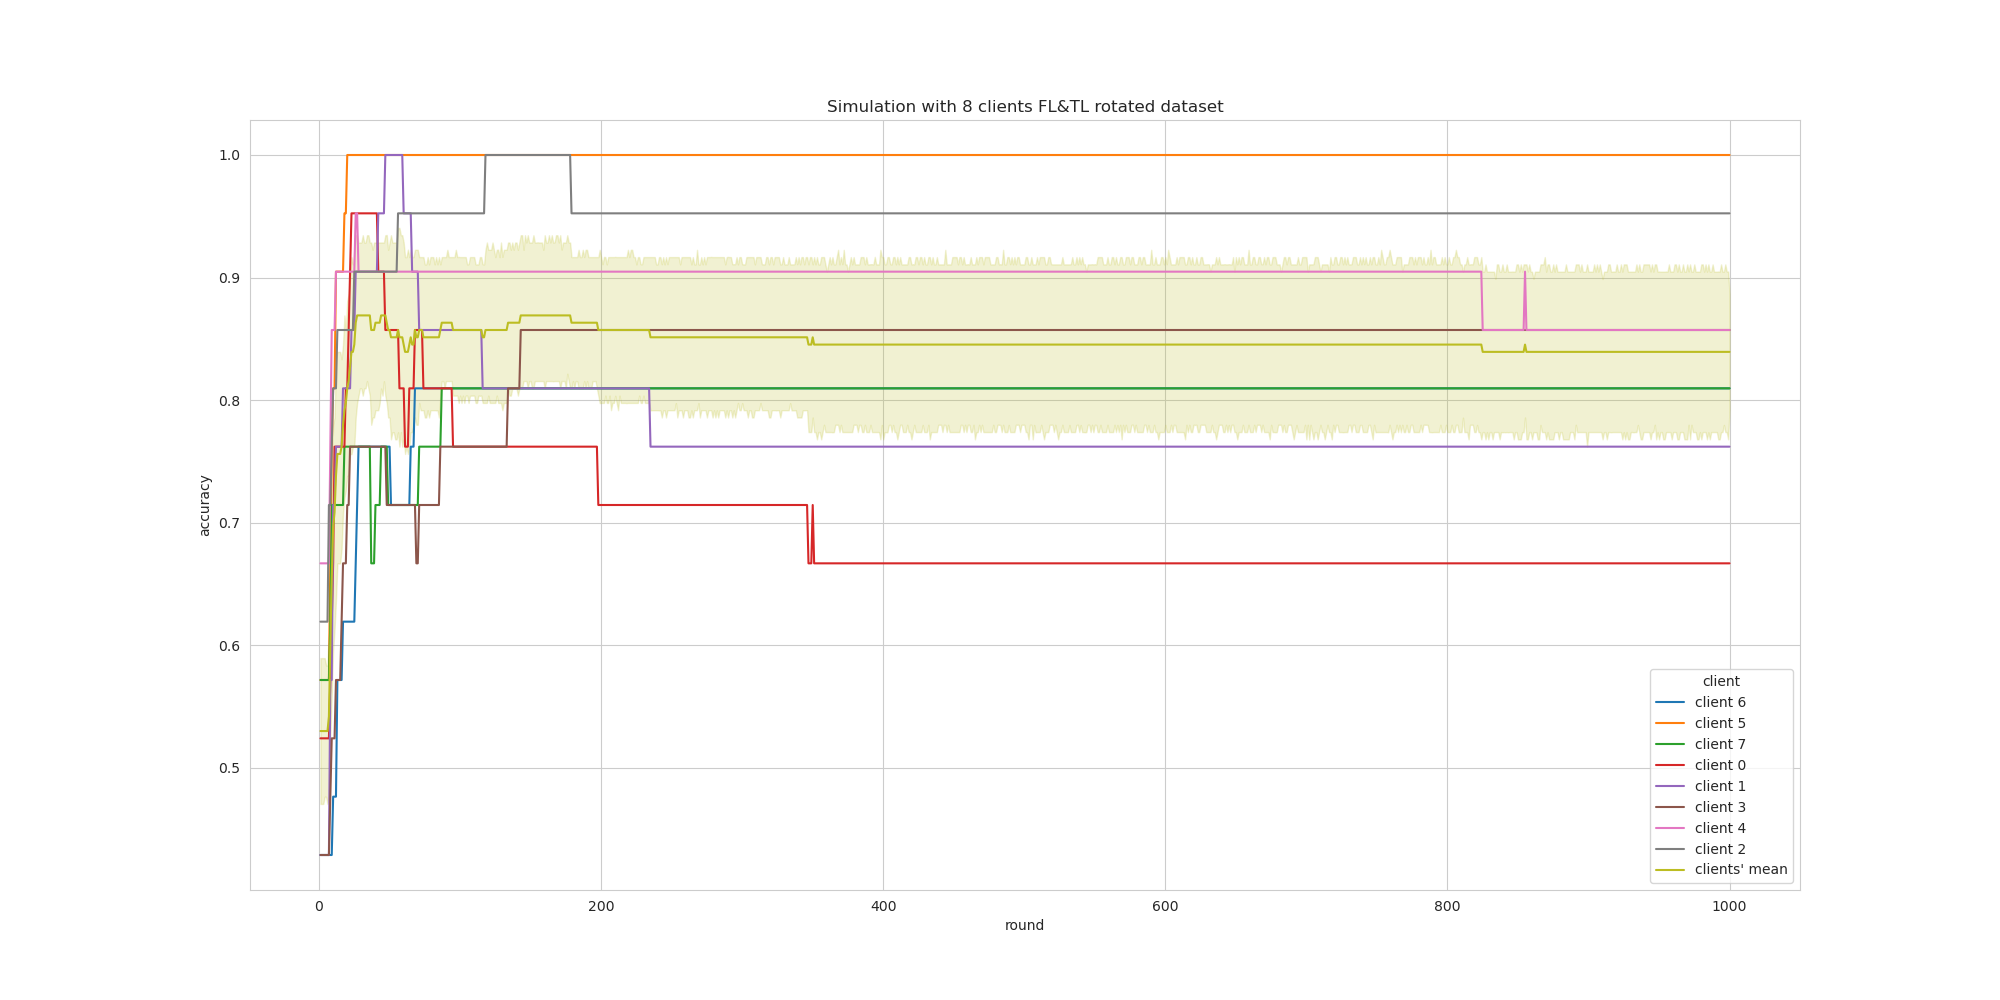 Simulation with 8 clients FL&TL rotated dataset
1.0
0.9
0.8
0.7
0.6
0.5
accuracy
0
200
400
600
800
1000
round
client
client 6
client 5
client 7
client 0
client 1
client 3
client 4
client 2
clients' mean